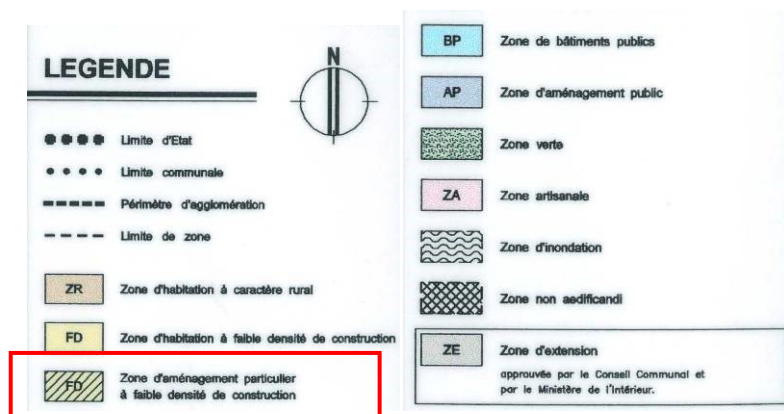 LEGENDE
N
Limite d'Etat
Limite communale
Périmètre d'agglomération
Limite de zone
ZR Zone d'habitation à caractère rural
FD Zone d'habitation à faible densité de construction
FD Zone d'aménagement particulier
à faible densité de construction
BP Zone de bâtiments publics
AP Zone d'aménagement public
Zone verte
ZA Zone artisanale
Zone d'inondation
Zone non aedificandi
ZE Zone d'extension
approuvée par le Conseil Communal et
par le Ministère de l'Intérieur.